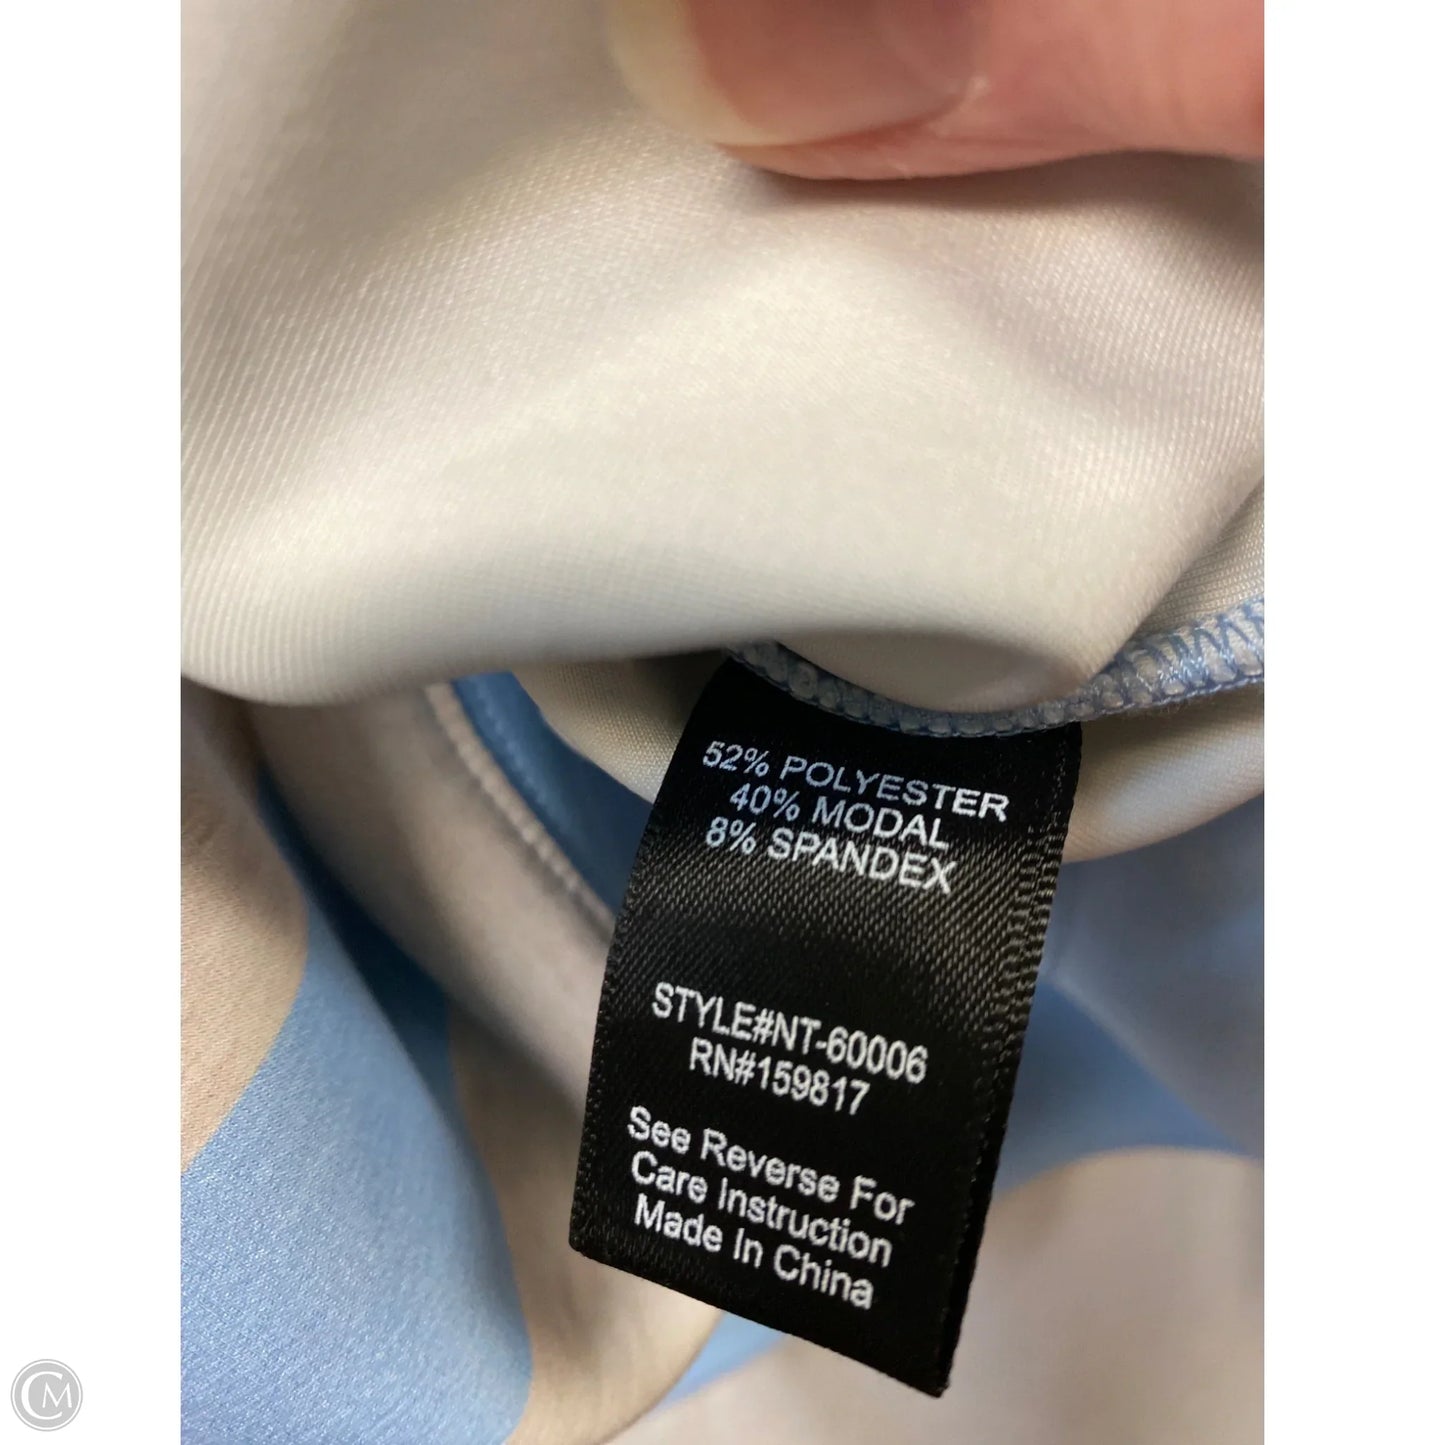 52% POLYESTER
40% MODAL
8% SPANDEX
STYLE#NT-60006
RN#159817
See Reverse For
Care Instruction
Made In China
CM